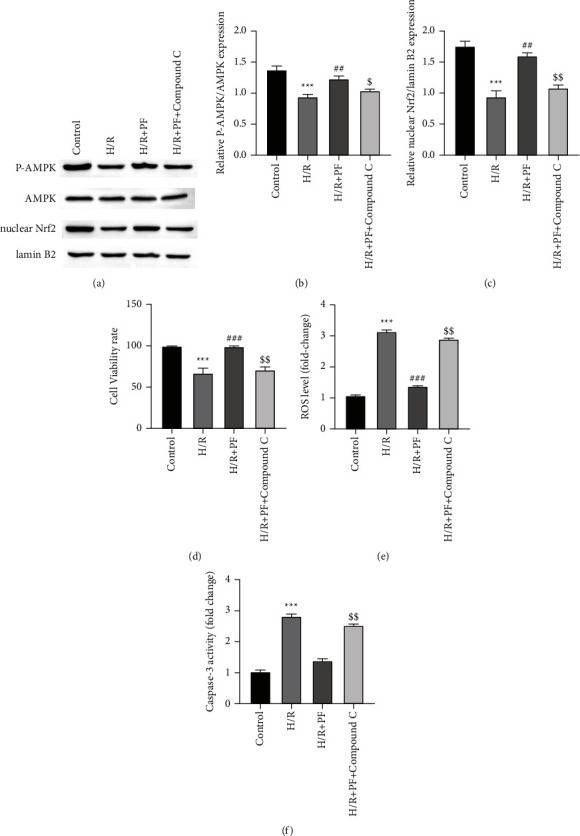 Control
H/R
H/R+PF
H/R+PF+Compound C
P-AMPK
AMPK
nuclear Nrf2
lamin B2
(a)
Relative P-AMPK/AMPK expression
2.0
1.5
1.0
0.5
0.0
***
##
$
Control
H/R
H/R+PF
H/R+PF+Compound C
(b)
Relative nuclear Nrf2/lamin B2 expression
2.0
1.5
1.0
0.5
0.0
***
##
$$
Control
H/R
H/R+PF
H/R+PF+Compound C
(c)
Cell Viability rate
150
100
50
0
***
###
$$
Control
H/R
H/R+PF
H/R+PF+Compound C
(d)
ROS level (fold-change)
4
3
2
1
0
***
###
$$
Control
H/R
H/R+PF
H/R+PF+Compound C
(e)
Caspase-3 activity (fold change)
4
3
2
1
0
***
$$
Control
H/R
H/R+PF
H/R+PF+Compound C
(f)